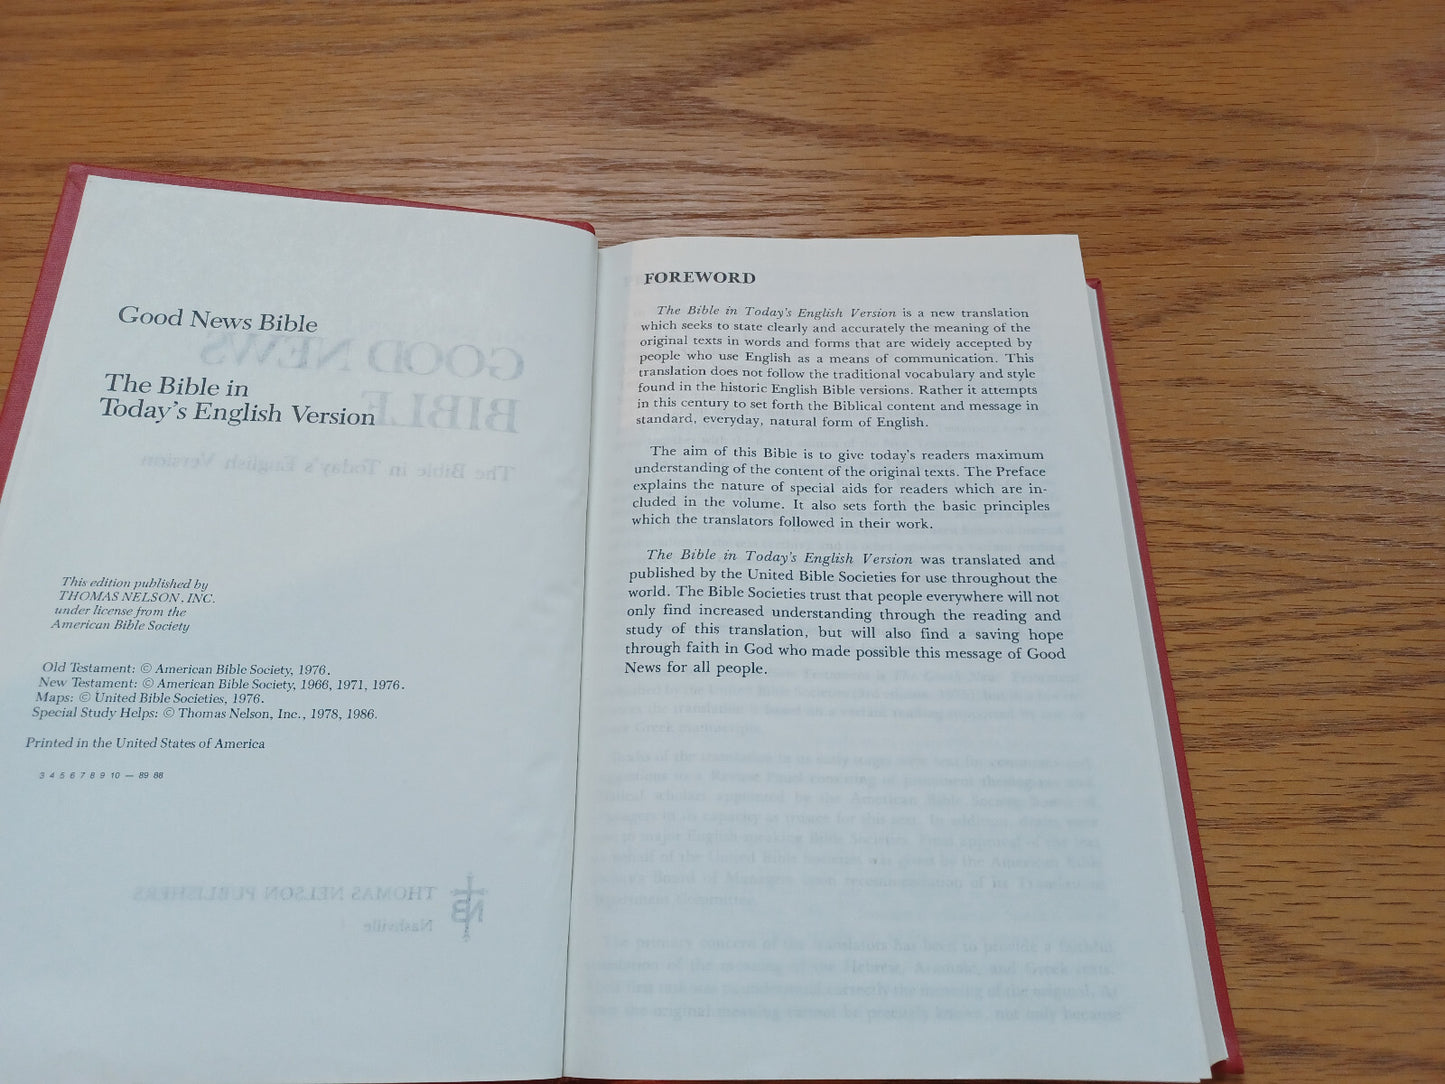 Good News Bible
The Bible in
Today's English Version
This edition published by
THOMAS NELSON, INC.
under license from the
American Bible Society
Old Testament: © American Bible Society, 1976.
New Testament: © American Bible Society, 1966, 1971, 1976.
Maps: © United Bible Societies, 1976.
Special Study Helps: © Thomas Nelson, Inc., 1978, 1986.
Printed in the United States of America
3 4 5 6 7 8 9 10 — 89 88
GOOD NEWS
BIBLE
The Bible in Today's English Version
THOMAS NELSON PUBLISHERS
Nashville
FOREWORD
The Bible in Today's English Version is a new translation
which seeks to state clearly and accurately the meaning of the
original texts in words and forms that are widely accepted by
people who use English as a means of communication. This
translation does not follow the traditional vocabulary and style
found in the historic English Bible versions. Rather it attempts
in this century to set forth the Biblical content and message in
standard, everyday, natural form of English.
The aim of this Bible is to give today's readers maximum
understanding of the content of the original texts. The Preface
explains the nature of special aids for readers which are in-
cluded in the volume. It also sets forth the basic principles
which the translators followed in their work.
The Bible in Today's English Version was translated and
published by the United Bible Societies for use throughout the
world. The Bible Societies trust that people everywhere will not
only find increased understanding through the reading and
study of this translation, but will also find a saving hope
through faith in God who made possible this message of Good
News for all people.